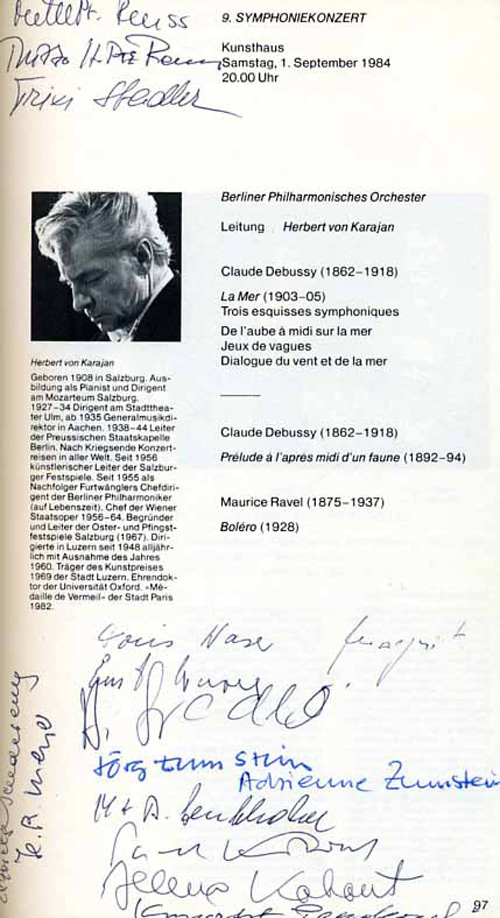 Reuss
Trixi Stadler
9. SYMPHONIEKONZERT
Kunsthaus
Samstag, 1. September 1984
20.00 Uhr
Berliner Philharmonisches Orchester
Leitung Herbert von Karajan
Claude Debussy (1862–1918)
La Mer (1903–05)
Trois esquisses symphoniques
De l'aube à midi sur la mer
Jeux de vagues
Dialogue du vent et de la mer
Claude Debussy (1862–1918)
Prélude à l'après midi d'un faune (1892–94)
Maurice Ravel (1875–1937)
Boléro (1928)
Herbert von Karajan
Geboren 1908 in Salzburg. Aus-
bildung als Pianist und Dirigent
am Mozarteum Salzburg.
1927–34 Dirigent am Stadtthea-
ter Ulm, ab 1935 Generalmusikdi-
rektor in Aachen. 1938–44 Leiter
der Preussischen Staatskapelle
Berlin. Nach Kriegsende Konzert-
reisen in aller Welt. Seit 1956
künstlerischer Leiter der Salzbur-
ger Festspiele. Seit 1955 als
Nachfolger Furtwänglers Chefdiri-
gent der Berliner Philharmoniker
(auf Lebenszeit). Chef der Wiener
Staatsoper 1956–64. Begründer
und Leiter der Oster- und Pfingst-
festspiele Salzburg (1967). Diri-
gierte in Luzern seit 1948 alljähr-
lich mit Ausnahme des Jahres
1960. Träger des Kunstpreises
1969 der Stadt Luzern. Ehrendok-
tor der Universität Oxford. «Mé-
daille de Vermeil» der Stadt Paris
1982.
Jörg Zumstein
Adrienne Zumstein
97